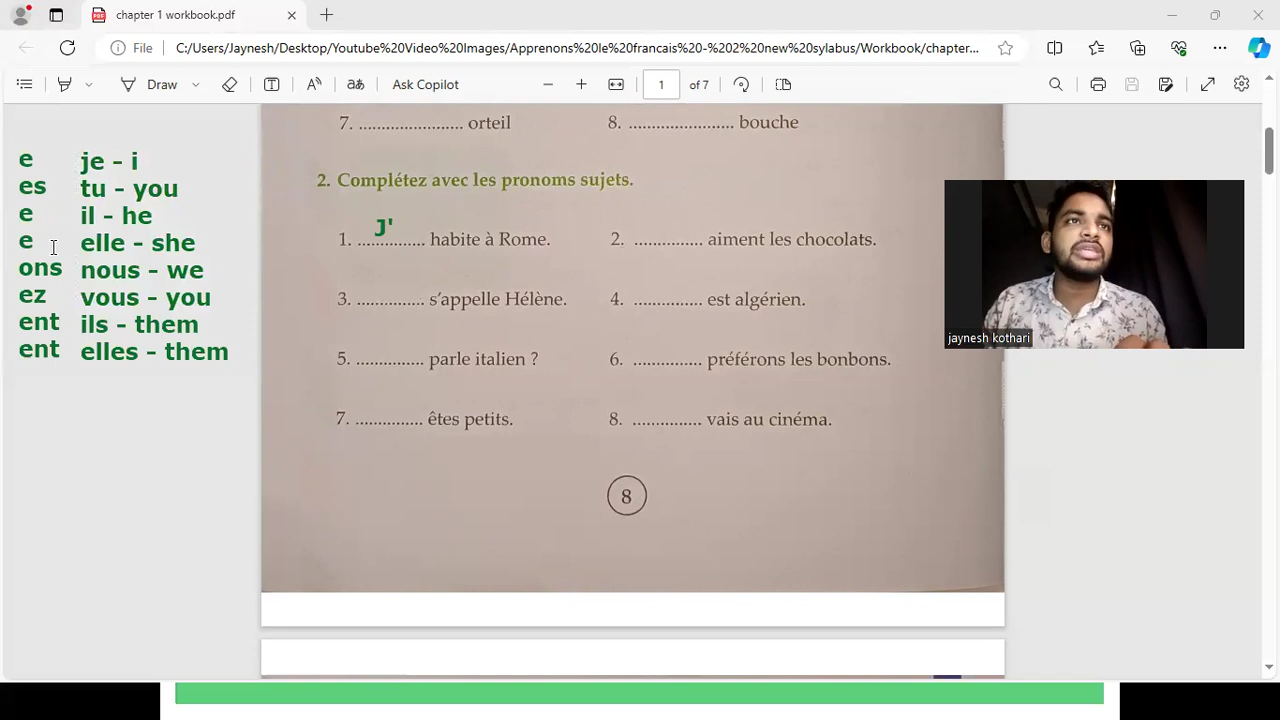 chapter 1 workbook.pdf
File C:/Users/Jaynesh/Desktop/Youtube%20Video%20Images/Apprenons%20le%20francais%20-%202%20new%20sylabus/Workbook/chapter...
Draw
Ask Copilot
1 of 7
7. ...................... orteil 8. ...................... bouche
2. Complétez avec les pronoms sujets.
1. J' ............. habite à Rome. 2. ............. aiment les chocolats.
3. ............. s'appelle Hélène. 4. ............. est algérien.
5. ............. parle italien ? 6. ............. préférons les bonbons.
7. ............. êtes petits. 8. ............. vais au cinéma.
8
e je - i
es tu - you
e il - he
e elle - she
ons nous - we
ez vous - you
ent ils - them
ent elles - them
jaynesh kothari